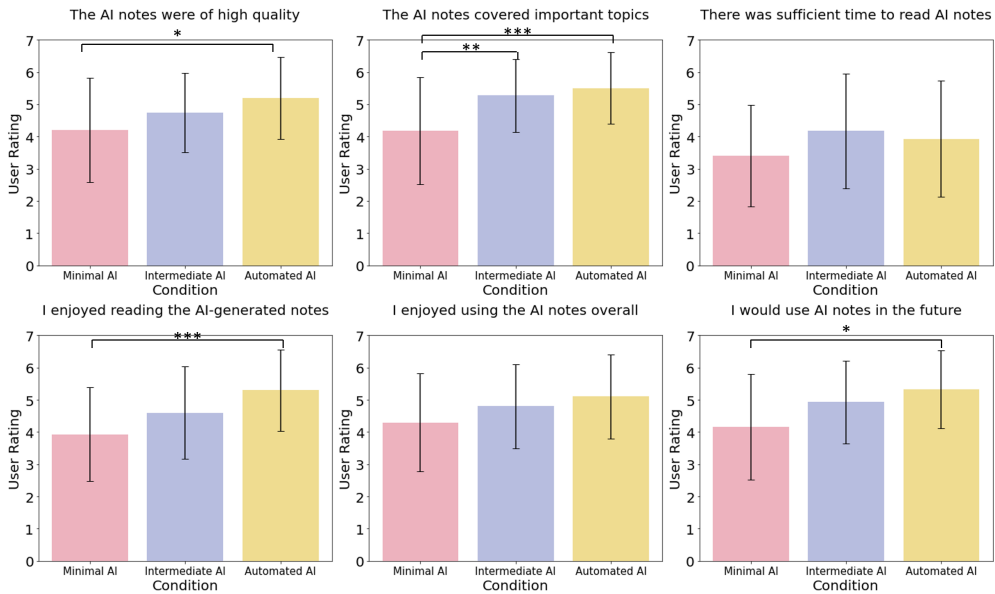 The AI notes were of high quality
*
7
6
5
4
3
2
1
0
User Rating
Minimal AI Intermediate AI Automated AI
Condition
The AI notes covered important topics
***
**
7
6
5
4
3
2
1
0
User Rating
Minimal AI Intermediate AI Automated AI
Condition
There was sufficient time to read AI notes
7
6
5
4
3
2
1
0
User Rating
Minimal AI Intermediate AI Automated AI
Condition
I enjoyed reading the AI-generated notes
***
7
6
5
4
3
2
1
0
User Rating
Minimal AI Intermediate AI Automated AI
Condition
I enjoyed using the AI notes overall
7
6
5
4
3
2
1
0
User Rating
Minimal AI Intermediate AI Automated AI
Condition
I would use AI notes in the future
*
7
6
5
4
3
2
1
0
User Rating
Minimal AI Intermediate AI Automated AI
Condition